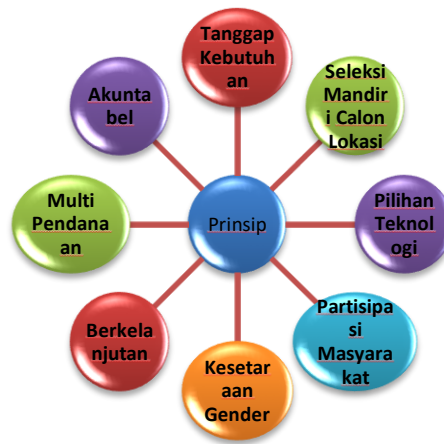 Tanggap
Kebutuh
an
Seleksi
Mandir
i Calon
Lokasi
Pilihan
Teknol
ogi
Partisipa
si
Masyara
kat
Kesetar
aan
Gender
Berkela
njutan
Multi
Pendana
an
Akunta
bel
Prinsip